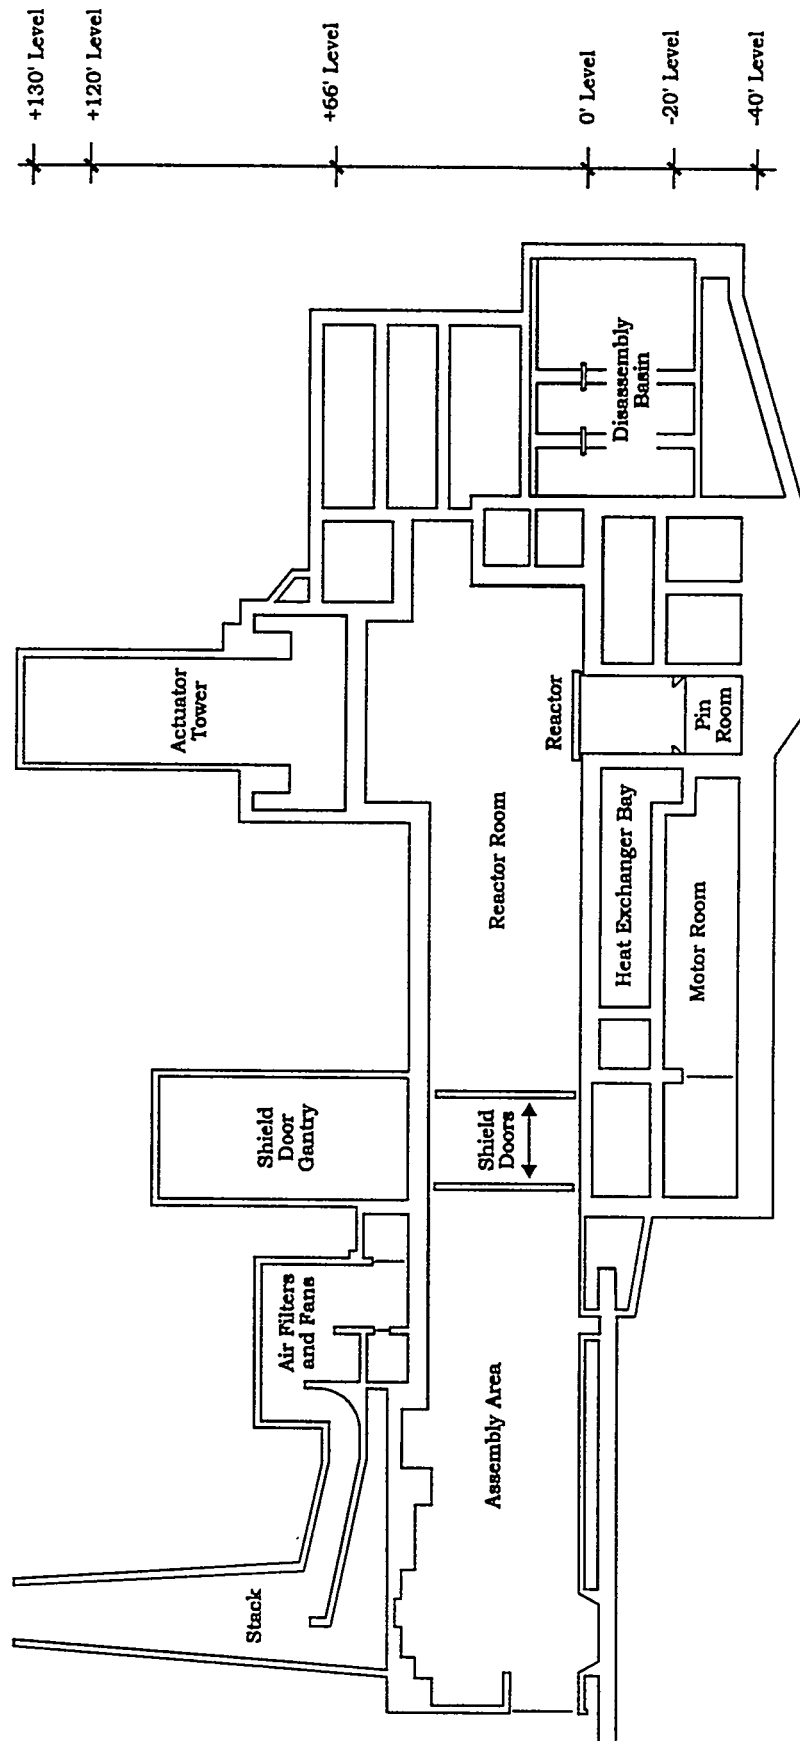 +130' Level
+120' Level
+66' Level
0' Level
-20' Level
-40' Level
Stack
Air Filters
and Fans
Shield
Door
Gantry
Actuator
Tower
Assembly Area
Shield
Doors
Reactor Room
Reactor
Heat Exchanger Bay
Motor Room
Pin
Room
Disassembly
Basin